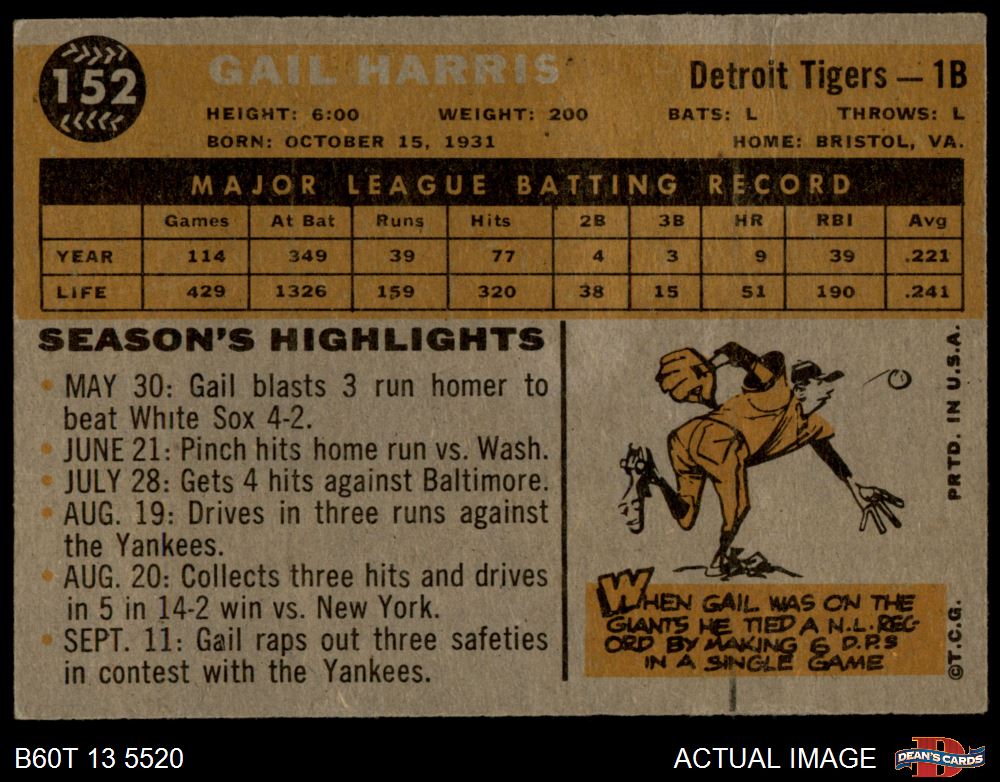 152
GAIL HARRIS
Detroit Tigers — 1B
HEIGHT: 6:00 WEIGHT: 200 BATS: L THROWS: L
BORN: OCTOBER 15, 1931 HOME: BRISTOL, VA.
MAJOR LEAGUE BATTING RECORD
Games At Bat Runs Hits 2B 3B HR RBI Avg
YEAR 114 349 39 77 4 3 9 39 .221
LIFE 429 1326 159 320 38 15 51 190 .241
SEASON'S HIGHLIGHTS
• MAY 30: Gail blasts 3 run homer to
beat White Sox 4-2.
• JUNE 21: Pinch hits home run vs. Wash.
• JULY 28: Gets 4 hits against Baltimore.
• AUG. 19: Drives in three runs against
the Yankees.
• AUG. 20: Collects three hits and drives
in 5 in 14-2 win vs. New York.
• SEPT. 11: Gail raps out three safeties
in contest with the Yankees.
WHEN GAIL WAS ON THE
GIANTS HE TIED A N.L. REC-
ORD BY MAKING 6 D.P.S
IN A SINGLE GAME
PRTD. IN U.S.A.
©T.C.G.
B60T 13 5520
ACTUAL IMAGE
D
DEAN'S CARDS